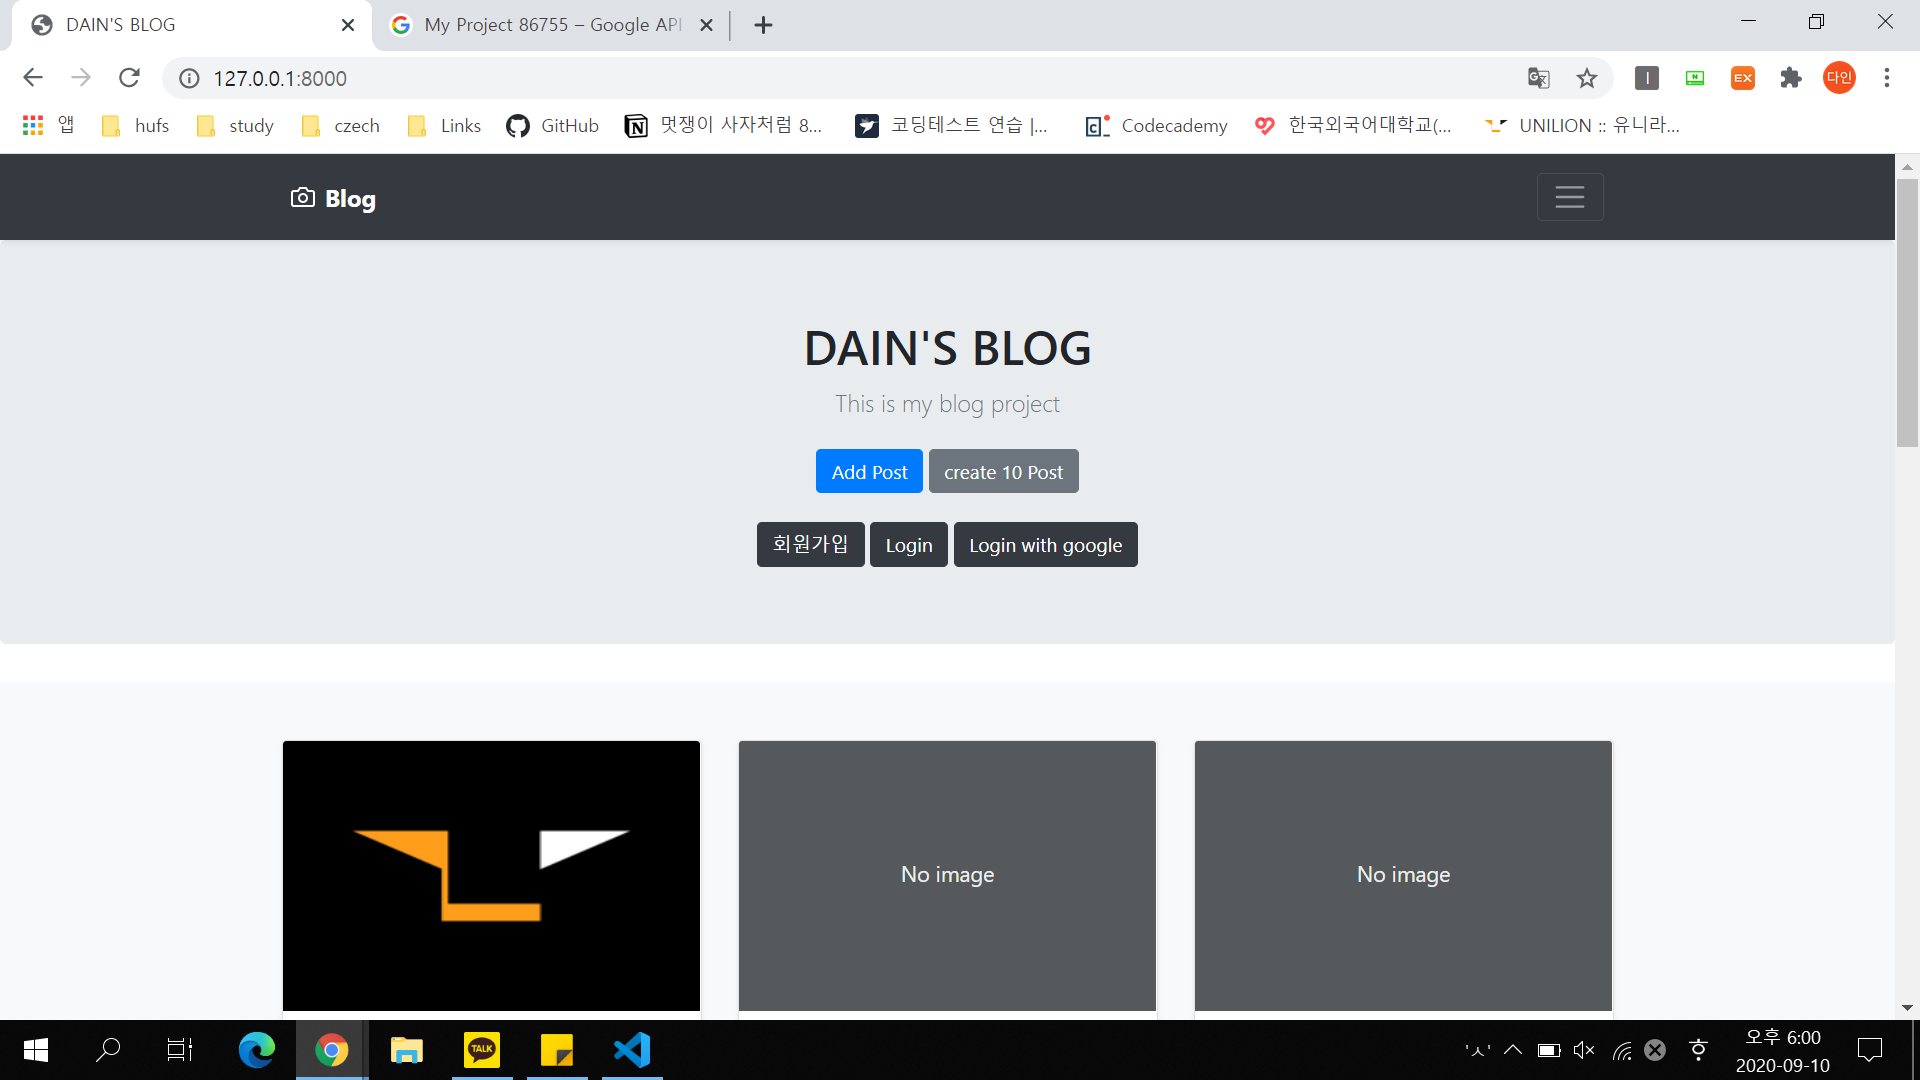 DAIN'S BLOG
My Project 86755 – Google API
127.0.0.1:8000
다인
EX
앱 hufs study czech Links GitHub 멋쟁이 사자처럼 8... 코딩테스트 연습 |... Codecademy 한국외국어대학교(... UNILION :: 유니라...
Blog
DAIN'S BLOG
This is my blog project
Add Post create 10 Post
회원가입 Login Login with google
No image No image
TALK
'ㅅ'
오후 6:00
2020-09-10